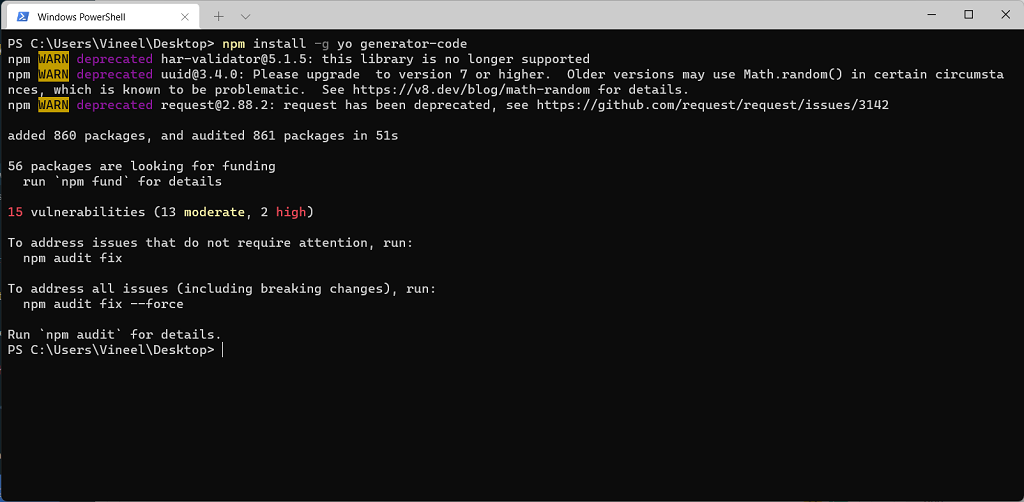 Windows PowerShell
PS C:\Users\Vineel\Desktop> npm install -g yo generator-code
npm WARN deprecated har-validator@5.1.5: this library is no longer supported
npm WARN deprecated uuid@3.4.0: Please upgrade  to version 7 or higher.  Older versions may use Math.random() in certain circumsta
nces, which is known to be problematic.  See https://v8.dev/blog/math-random for details.
npm WARN deprecated request@2.88.2: request has been deprecated, see https://github.com/request/request/issues/3142
added 860 packages, and audited 861 packages in 51s
56 packages are looking for funding
  run `npm fund` for details
15 vulnerabilities (13 moderate, 2 high)
To address issues that do not require attention, run:
  npm audit fix
To address all issues (including breaking changes), run:
  npm audit fix --force
Run `npm audit` for details.
PS C:\Users\Vineel\Desktop>